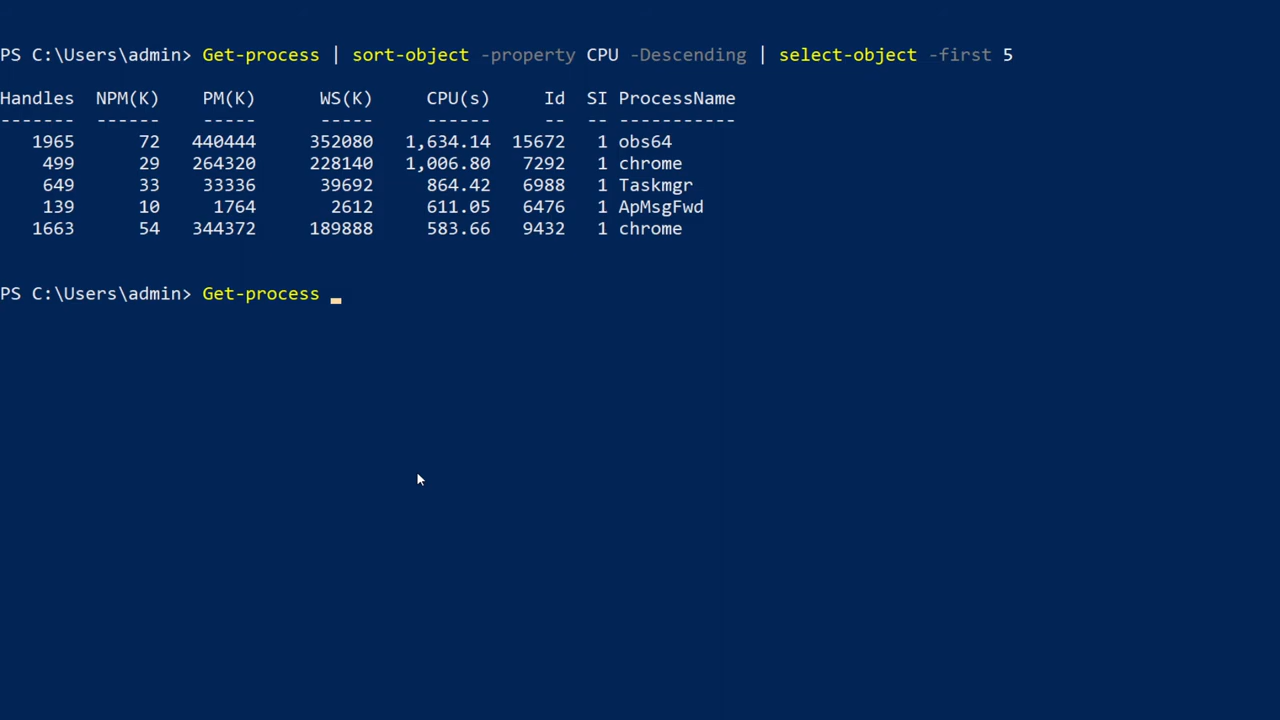 PS C:\Users\admin> Get-process | sort-object -property CPU -Descending | select-object -first 5
Handles NPM(K) PM(K) WS(K) CPU(s) Id SI ProcessName
------- ------ ----- ----- ------ -- -- -----------
1965 72 440444 352080 1,634.14 15672 1 obs64
499 29 264320 228140 1,006.80 7292 1 chrome
649 33 33336 39692 864.42 6988 1 Taskmgr
139 10 1764 2612 611.05 6476 1 ApMsgFwd
1663 54 344372 189888 583.66 9432 1 chrome
PS C:\Users\admin> Get-process